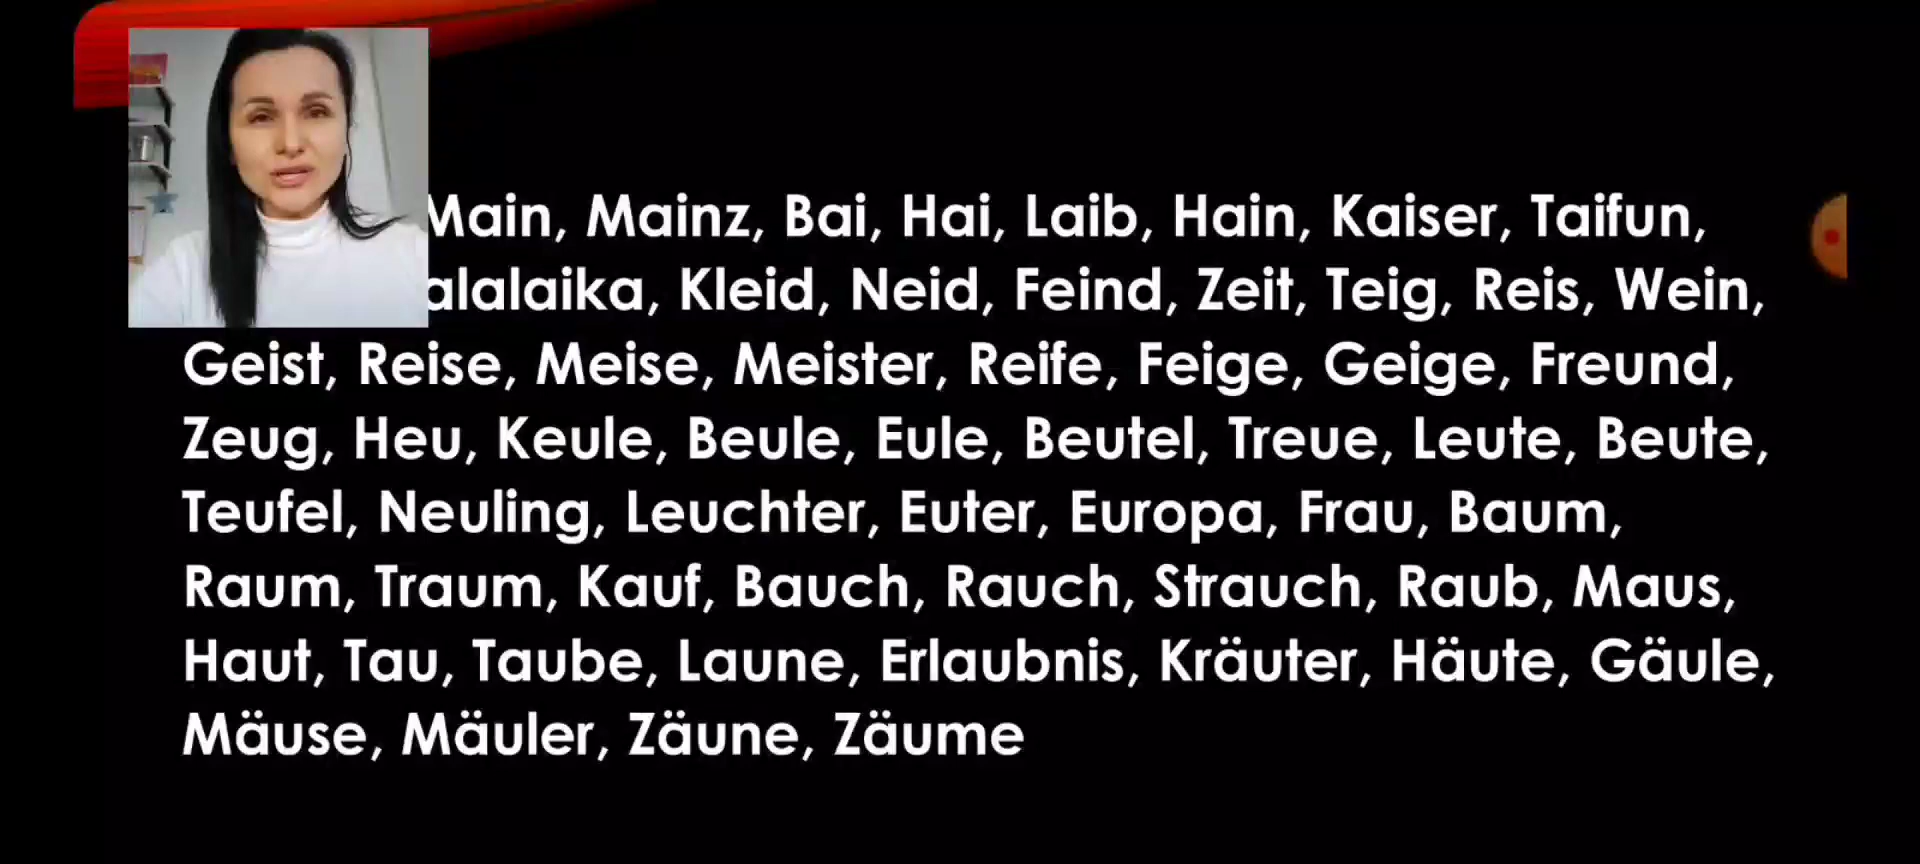 Main, Mainz, Bai, Hai, Laib, Hain, Kaiser, Taifun,
alalaika, Kleid, Neid, Feind, Zeit, Teig, Reis, Wein,
Geist, Reise, Meise, Meister, Reife, Feige, Geige, Freund,
Zeug, Heu, Keule, Beule, Eule, Beutel, Treue, Leute, Beute,
Teufel, Neuling, Leuchter, Euter, Europa, Frau, Baum,
Raum, Traum, Kauf, Bauch, Rauch, Strauch, Raub, Maus,
Haut, Tau, Taube, Laune, Erlaubnis, Kräuter, Häute, Gäule,
Mäuse, Mäuler, Zäune, Zäume